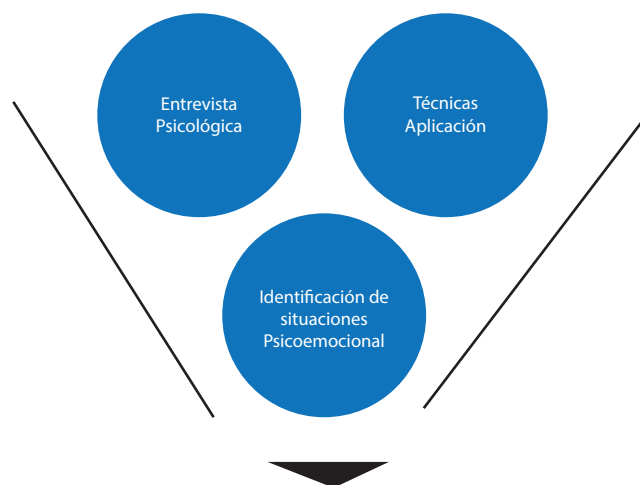 Entrevista
Psicológica
Técnicas
Aplicación
Identificación de
situaciones
Psicoemocional